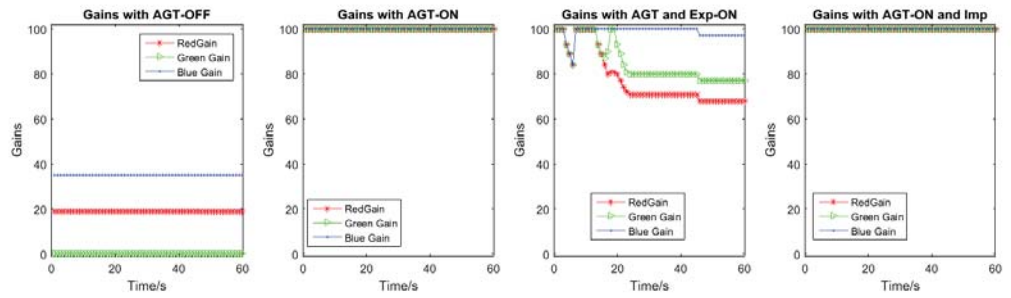 Gains with AGT-OFF
100
80
60
40
20
0
0 20 40 60
Gains
Time/s
RedGain
Green Gain
Blue Gain
Gains with AGT-ON
100
80
60
40
20
0
0 20 40 60
Gains
Time/s
RedGain
Green Gain
Blue Gain
Gains with AGT and Exp-ON
100
80
60
40
20
0
0 20 40 60
Gains
Time/s
RedGain
Green Gain
Blue Gain
Gains with AGT-ON and Imp
100
80
60
40
20
0
0 20 40 60
Gains
Time/s
RedGain
Green Gain
Blue Gain